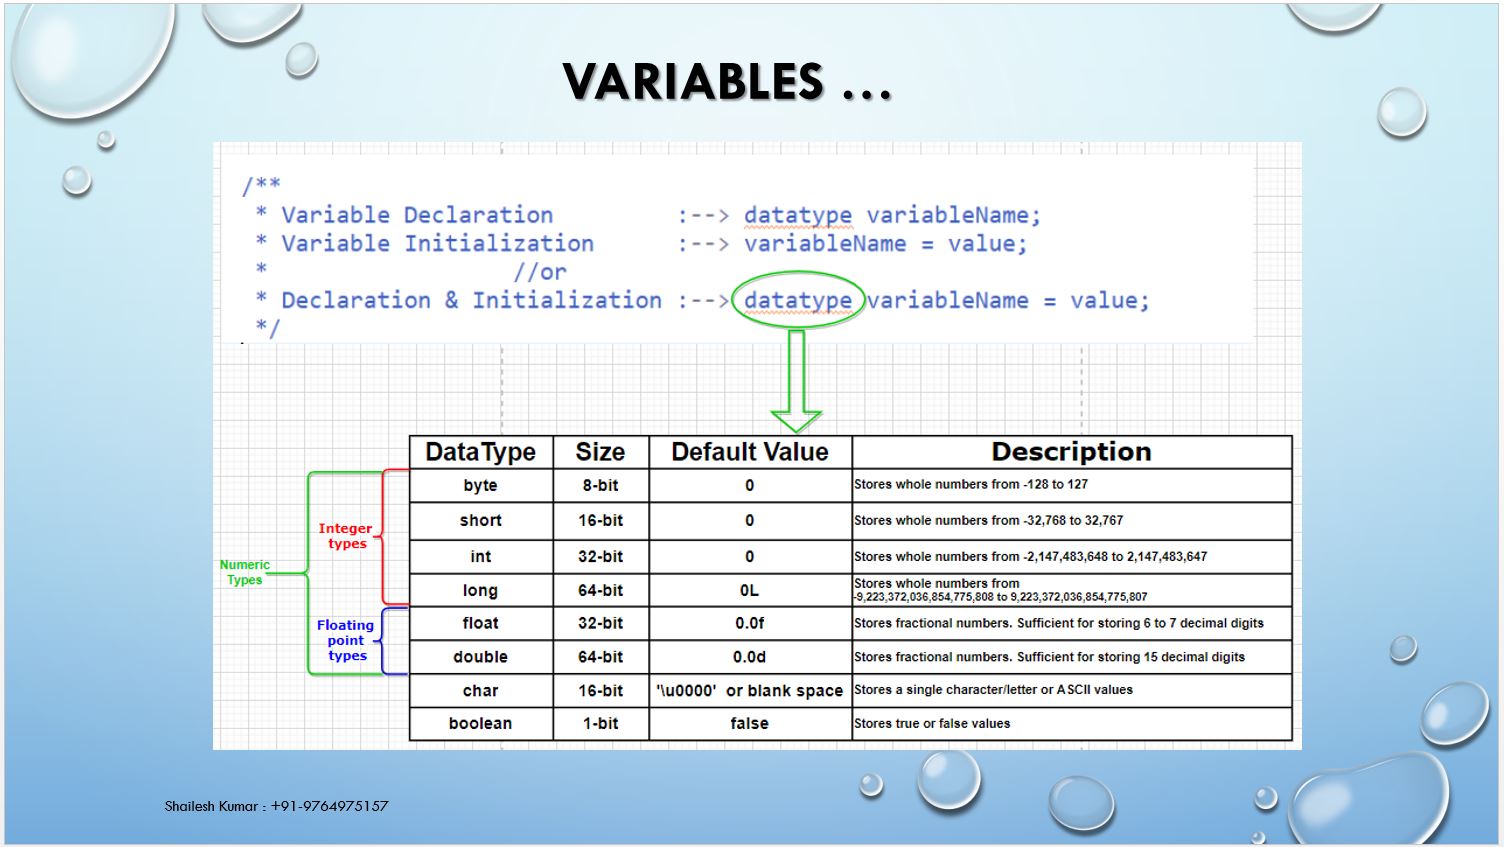 VARIABLES ...
/**
* Variable Declaration :--> datatype variableName;
* Variable Initialization :--> variableName = value;
* //or
* Declaration & Initialization :--> datatype variableName = value;
*/
DataType Size Default Value Description
byte 8-bit 0 Stores whole numbers from -128 to 127
short 16-bit 0 Stores whole numbers from -32,768 to 32,767
int 32-bit 0 Stores whole numbers from -2,147,483,648 to 2,147,483,647
long 64-bit 0L Stores whole numbers from
-9,223,372,036,854,775,808 to 9,223,372,036,854,775,807
float 32-bit 0.0f Stores fractional numbers. Sufficient for storing 6 to 7 decimal digits
double 64-bit 0.0d Stores fractional numbers. Sufficient for storing 15 decimal digits
char 16-bit '\u0000' or blank space Stores a single character/letter or ASCII values
boolean 1-bit false Stores true or false values
Numeric
Types
Integer
types
Floating
point
types
Shailesh Kumar : +91-9764975157